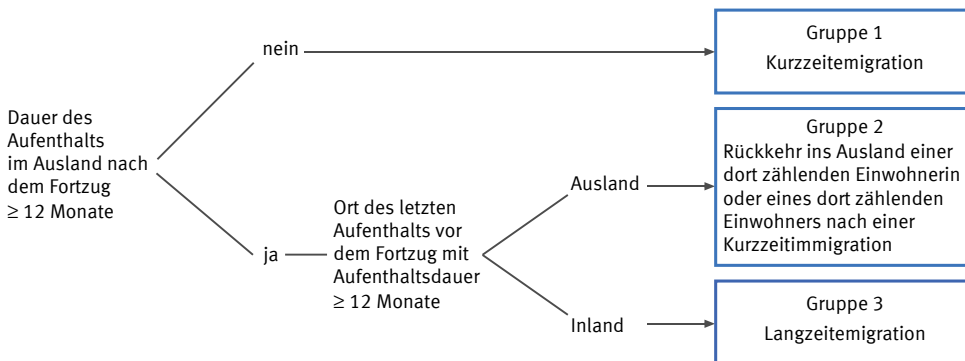 nein
Gruppe 1
Kurzzeitemigration
Dauer des
Aufenthalts
im Ausland nach
dem Fortzug
≥ 12 Monate
ja
Ort des letzten
Aufenthalts vor
dem Fortzug mit
Aufenthaltsdauer
≥ 12 Monate
Ausland
Gruppe 2
Rückkehr ins Ausland einer
dort zählenden Einwohnerin
oder eines dort zählenden
Einwohners nach einer
Kurzzeitimmigration
Inland
Gruppe 3
Langzeitemigration